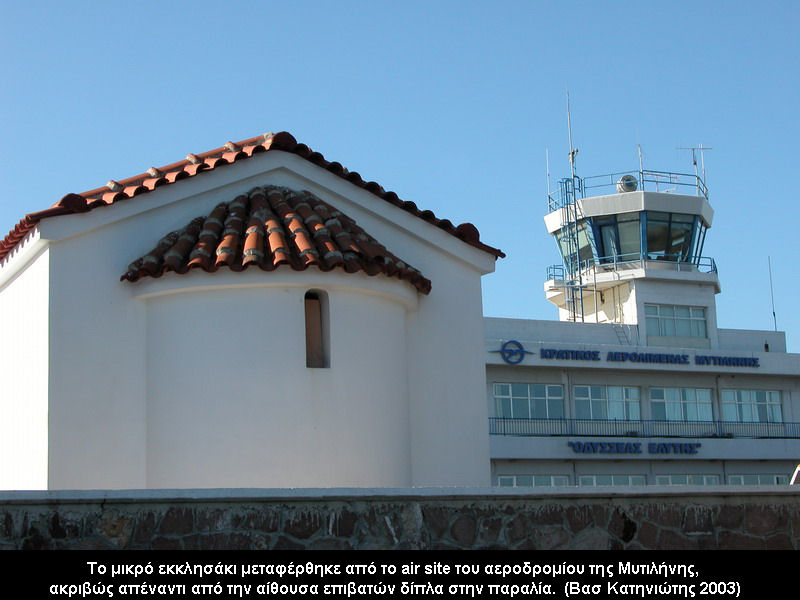 ΚΡΑΤΙΚΟΣ ΑΕΡΟΛΙΜΕΝΑΣ ΜΥΤΙΛΗΝΗΣ
"ΟΔΥΣΣΕΑΣ ΕΛΥΤΗΣ"
Το μικρό εκκλησάκι μεταφέρθηκε από το air site του αεροδρομίου της Μυτιλήνης,
ακριβώς απέναντι από την αίθουσα επιβατών δίπλα στην παραλία. (Βασ Κατηνιώτης 2003)